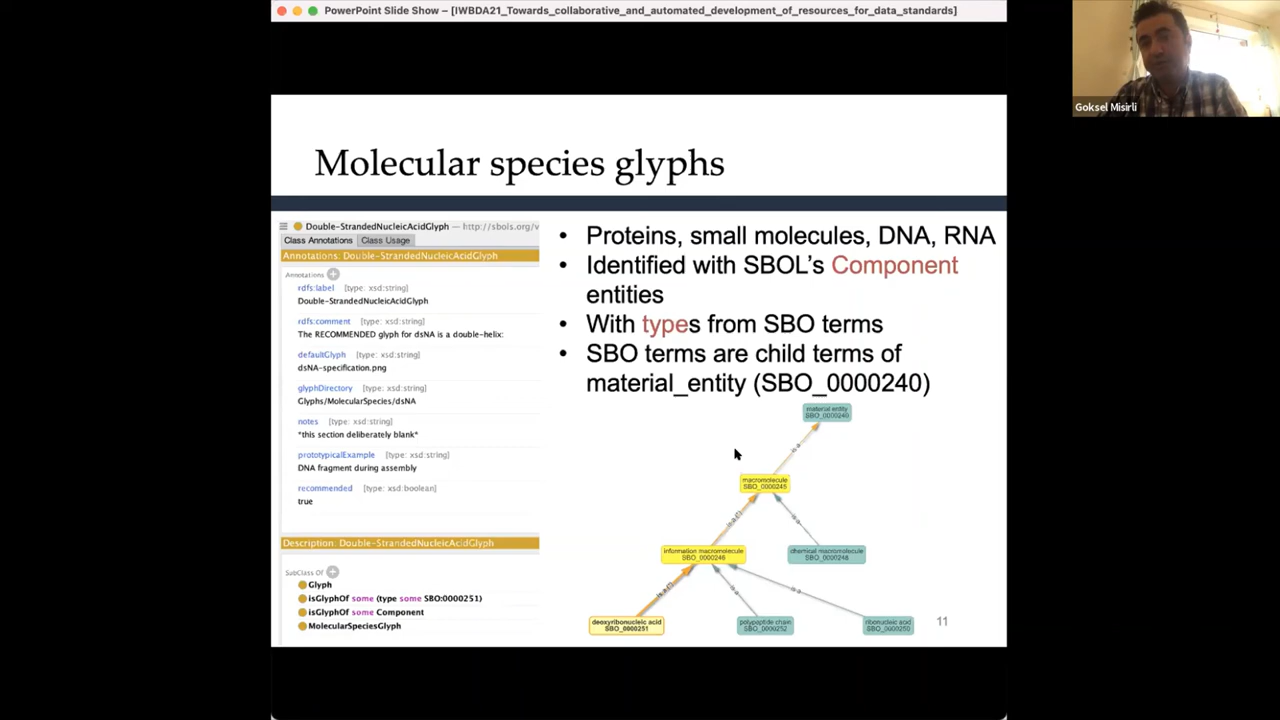 PowerPoint Slide Show - [IWBDA21_Towards_collaborative_and_automated_development_of_resources_for_data_standards]
Goksel Misirli
Molecular species glyphs
Double-StrandedNucleicAcidGlyph — http://sbols.org/v
Class Annotations Class Usage
Annotations: Double-StrandedNucleicAcidGlyph
Annotations
rdfs:label [type: xsd:string]
Double-StrandedNucleicAcidGlyph
rdfs:comment [type: xsd:string]
The RECOMMENDED glyph for dsNA is a double-helix:
defaultGlyph [type: xsd:string]
dsNA-specification.png
glyphDirectory [type: xsd:string]
Glyphs/MolecularSpecies/dsNA
notes [type: xsd:string]
*this section deliberately blank*
prototypicalExample [type: xsd:string]
DNA fragment during assembly
recommended [type: xsd:boolean]
true
Description: Double-StrandedNucleicAcidGlyph
SubClass Of
Glyph
isGlyphOf some (type some SBO:0000251)
isGlyphOf some Component
MolecularSpeciesGlyph
• Proteins, small molecules, DNA, RNA
• Identified with SBOL's Component
entities
• With types from SBO terms
• SBO terms are child terms of
material_entity (SBO_0000240)
material entity
SBO_0000240
is a
macromolecule
SBO_0000245
is a
is a
information macromolecule
SBO_0000246
chemical macromolecule
SBO_0000248
is a
is a
is a
deoxyribonucleic acid
SBO_0000251
polypeptide chain
SBO_0000252
ribonucleic acid
SBO_0000250
11